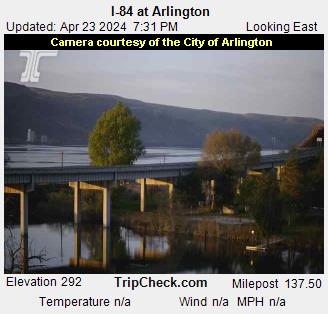 I-84 at Arlington
Updated: Apr 23 2024 7:31 PM Looking East
Camera courtesy of the City of Arlington
Elevation 292 TripCheck.com Milepost 137.50
Temperature n/a Wind n/a MPH n/a